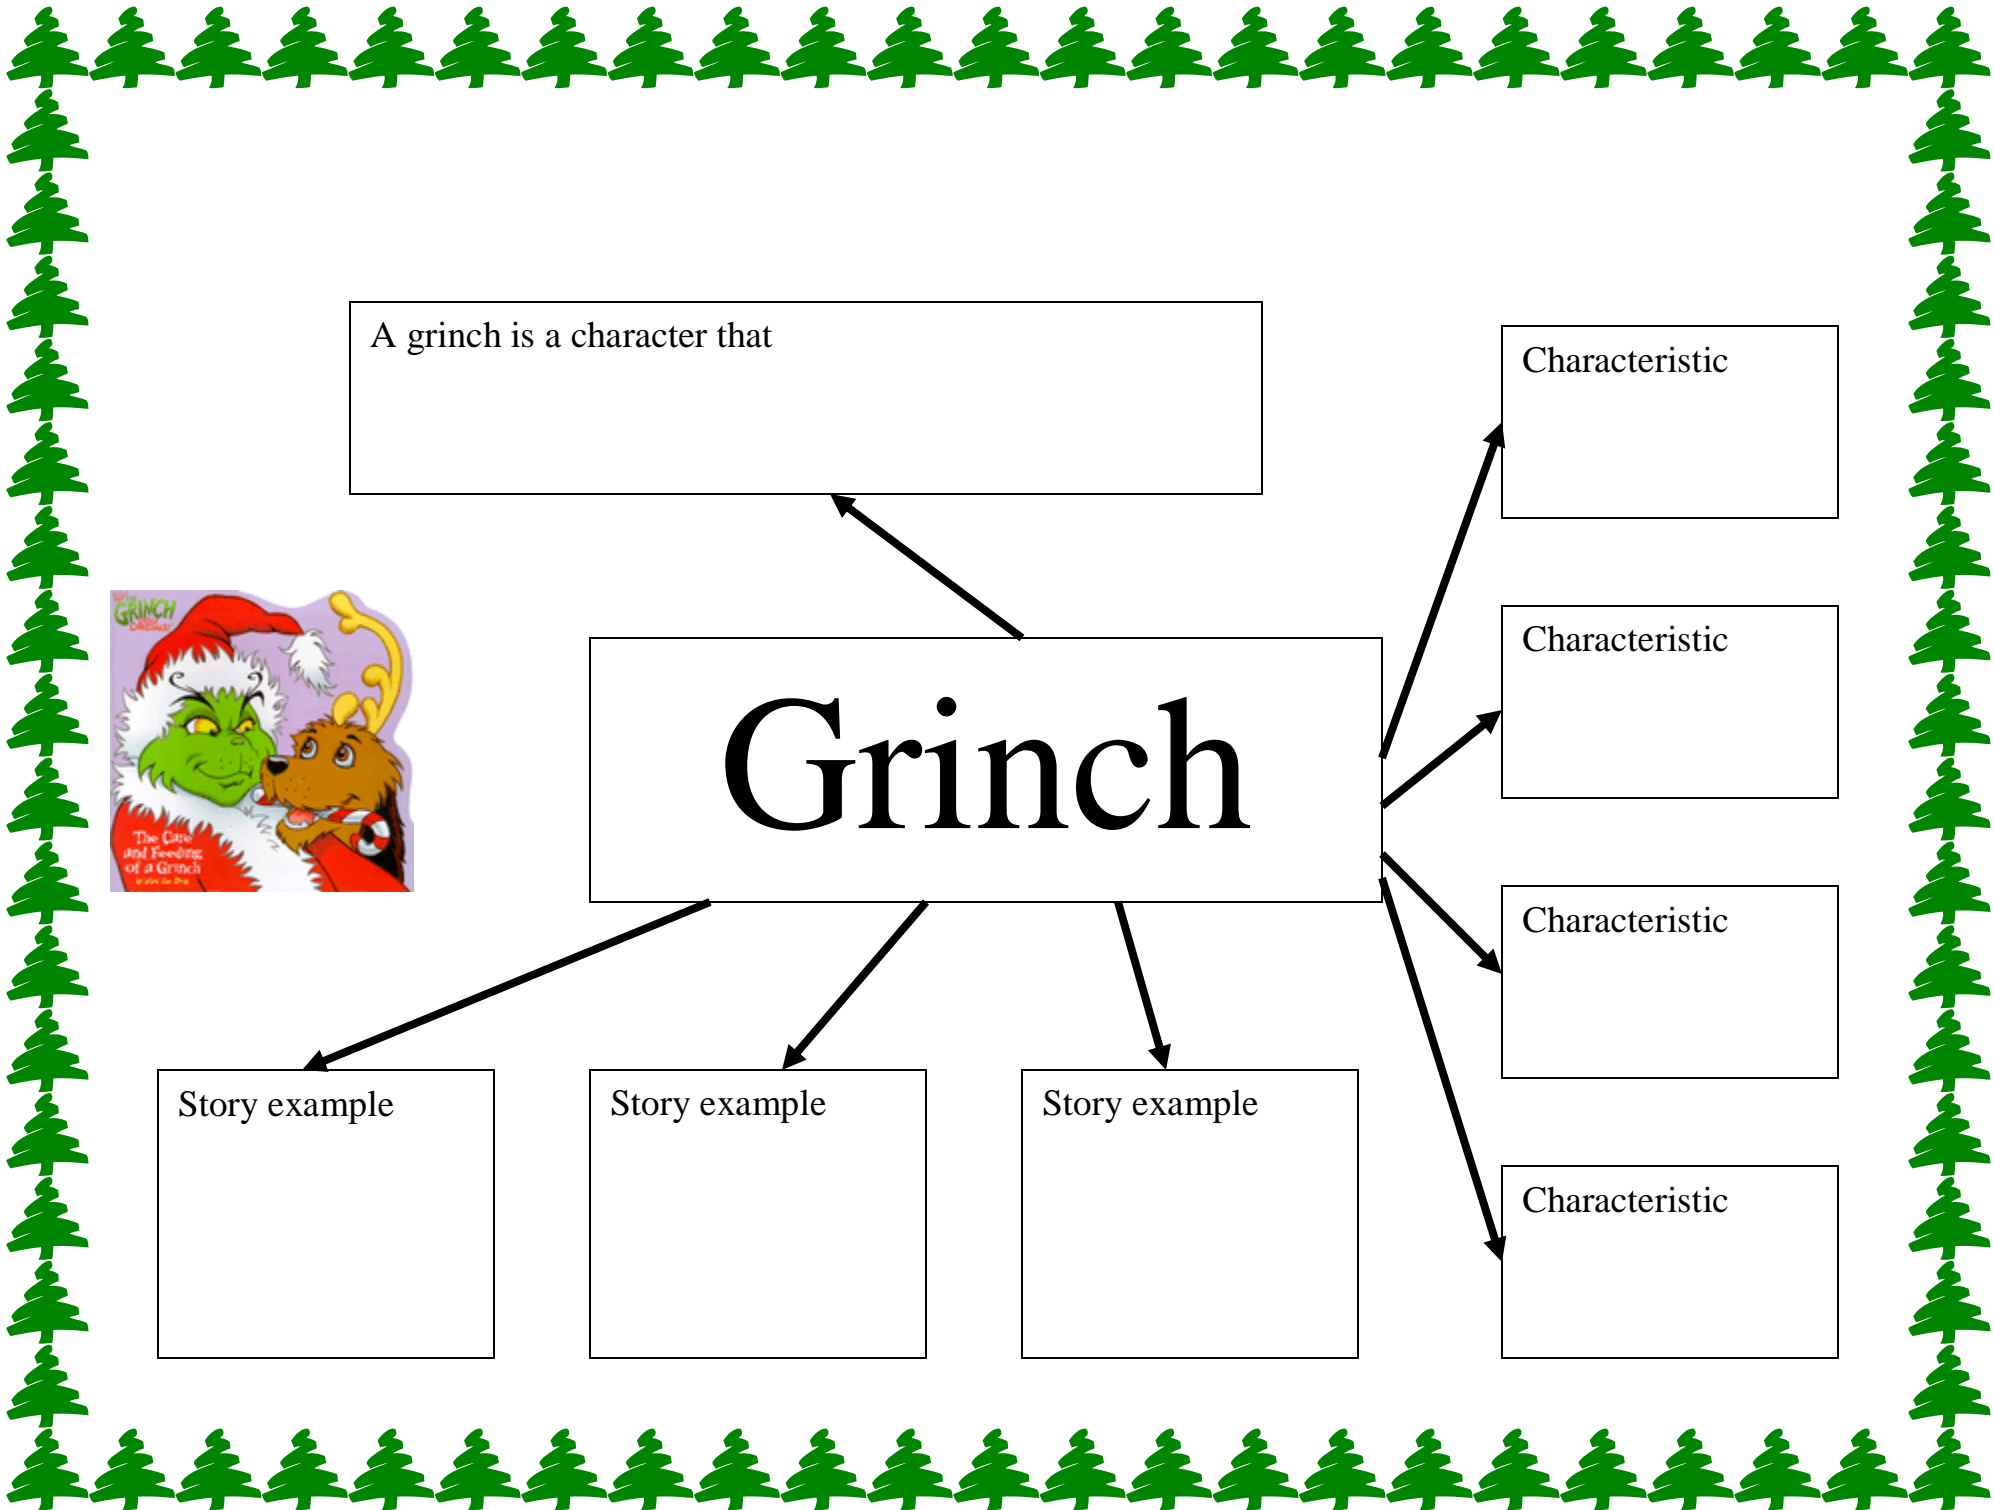 A grinch is a character that
Characteristic
Characteristic
GRINCH
Grinch
The Care
and Feeding
of a Grinch
Characteristic
Story example
Story example
Story example
Characteristic